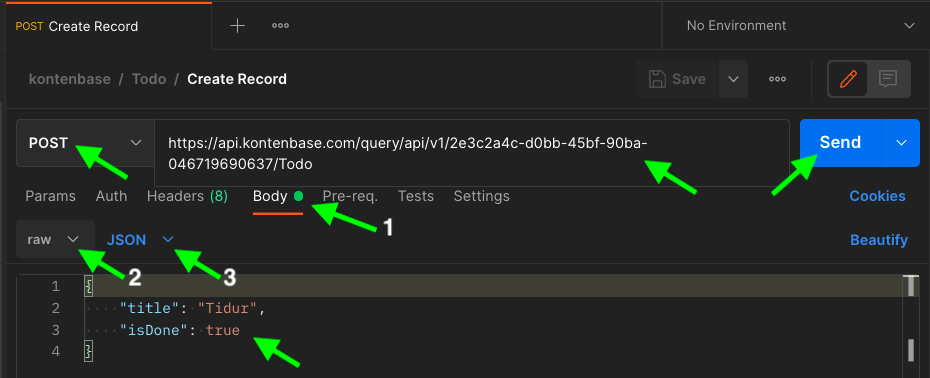 POST Create Record
No Environment
kontenbase / Todo / Create Record
Save
POST
https://api.kontenbase.com/query/api/v1/2e3c2a4c-d0bb-45bf-90ba-
046719690637/Todo
Send
Params Auth Headers (8) Body Pre-req. Tests Settings Cookies
1
raw JSON Beautify
2 3
1 {
2 "title": "Tidur",
3 "isDone": true
4 }